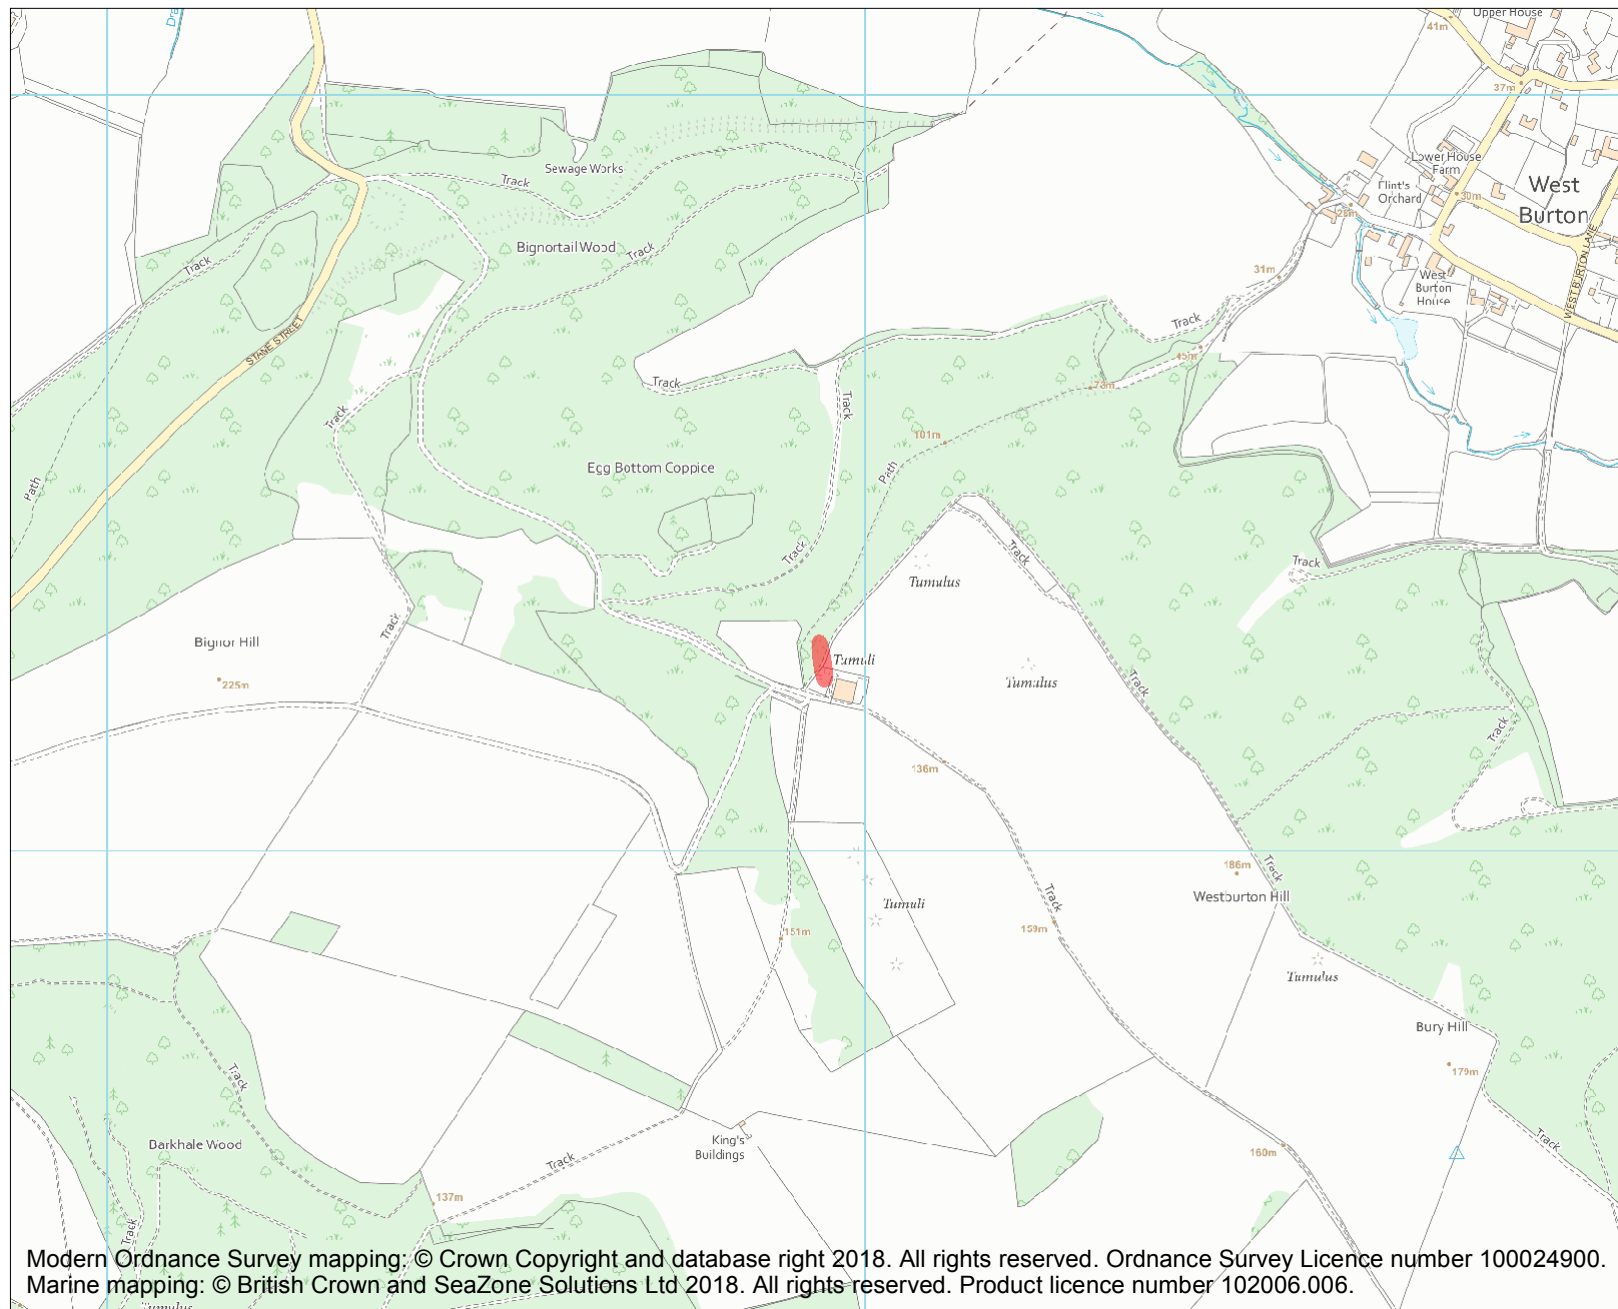 Dra
Upper House
41m
37m
Sewage Works
Track
Lower House
Farm
Flint's
Orchard
West
Burton
30m
28m
Bignortail Wood
Track
Track
31m
West
Burton
House
WEST BURTON LANE
STANE STREET
Track
45m
Track
73m
Track
Track
101m
Path
Path
Egg Bottom Coppice
Track
Track
Track
Tumulus
Track
Bignor Hill
225m
Tumuli
Tumulus
Track
Track
136m
186m
Track
Westburton Hill
Track
Tumuli
159m
151m
Tumulus
Bury Hill
179m
Track
Barkhale Wood
King's
Buildings
Track
Track
160m
137m
Track
Modern Ordnance Survey mapping: © Crown Copyright and database right 2018. All rights reserved. Ordnance Survey Licence number 100024900.
Marine mapping: © British Crown and SeaZone Solutions Ltd 2018. All rights reserved. Product licence number 102006.006.
Tumulus